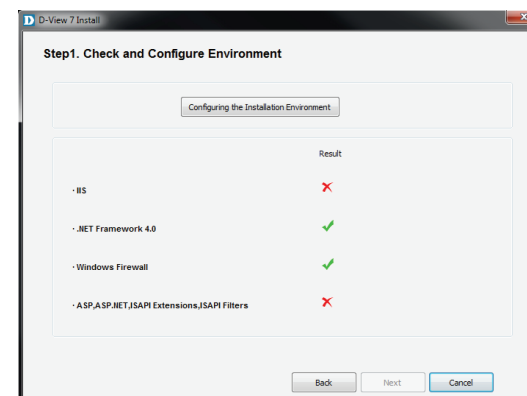 D-View 7 Install
Step1. Check and Configure Environment
Configuring the Installation Environment
Result
· IIS
· .NET Framework 4.0
· Windows Firewall
· ASP,ASP.NET,ISAPI Extensions,ISAPI Filters
Back Next Cancel